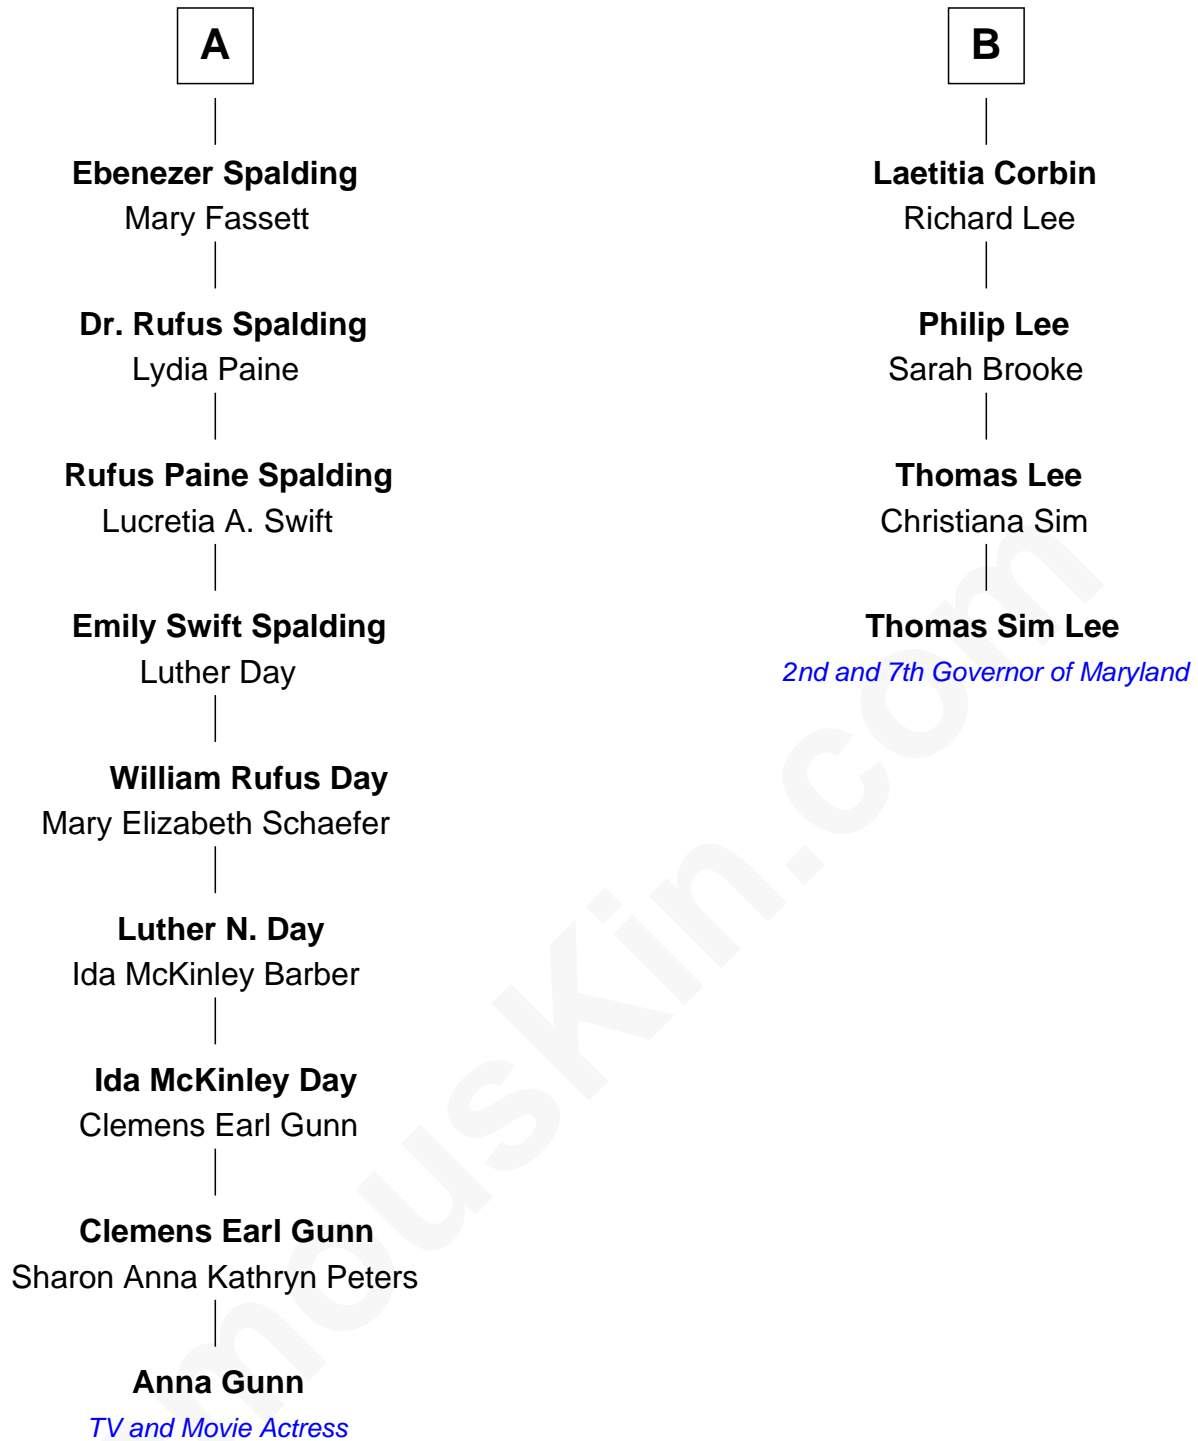 A
Ebenezer Spalding
Mary Fassett
Dr. Rufus Spalding
Lydia Paine
Rufus Paine Spalding
Lucretia A. Swift
Emily Swift Spalding
Luther Day
William Rufus Day
Mary Elizabeth Schaefer
Luther N. Day
Ida McKinley Barber
Ida McKinley Day
Clemens Earl Gunn
Clemens Earl Gunn
Sharon Anna Kathryn Peters
Anna Gunn
TV and Movie Actress
B
Laetitia Corbin
Richard Lee
Philip Lee
Sarah Brooke
Thomas Lee
Christiana Sim
Thomas Sim Lee
2nd and 7th Governor of Maryland
mousKin.com